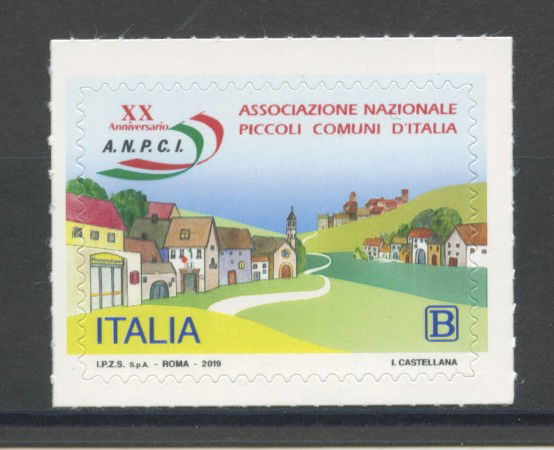 XX
Anniversario
A.N.P.C.I.
ASSOCIAZIONE NAZIONALE
PICCOLI COMUNI D'ITALIA
ITALIA
B
I.P.Z.S. S.p.A. - ROMA - 2019
I. CASTELLANA